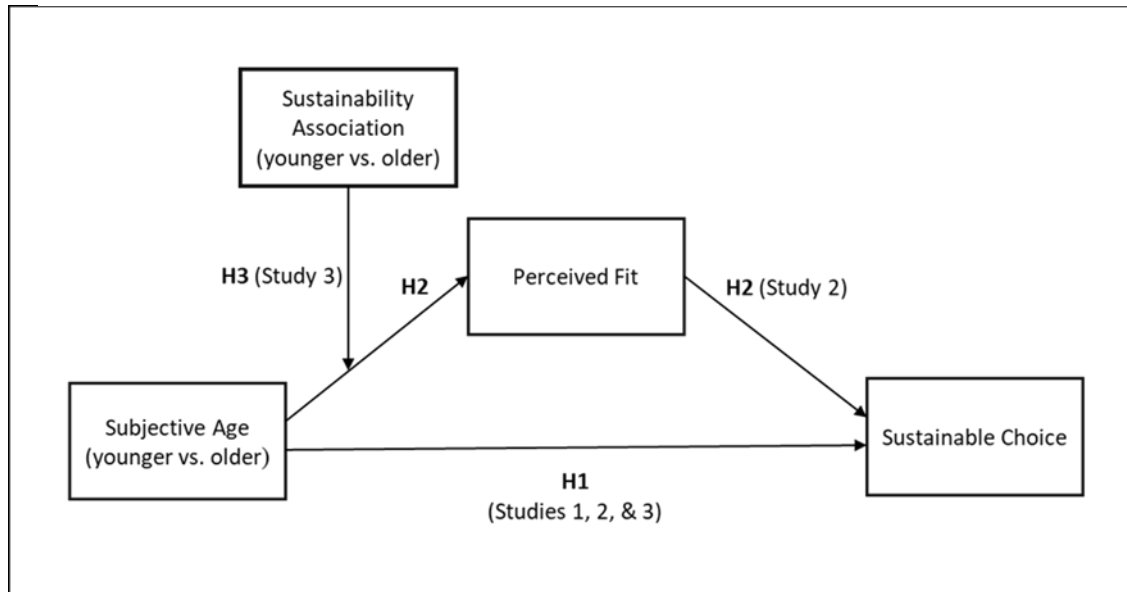 Sustainability
Association
(younger vs. older)
H3 (Study 3)
H2
Perceived Fit
H2 (Study 2)
Subjective Age
(younger vs. older)
Sustainable Choice
H1
(Studies 1, 2, & 3)